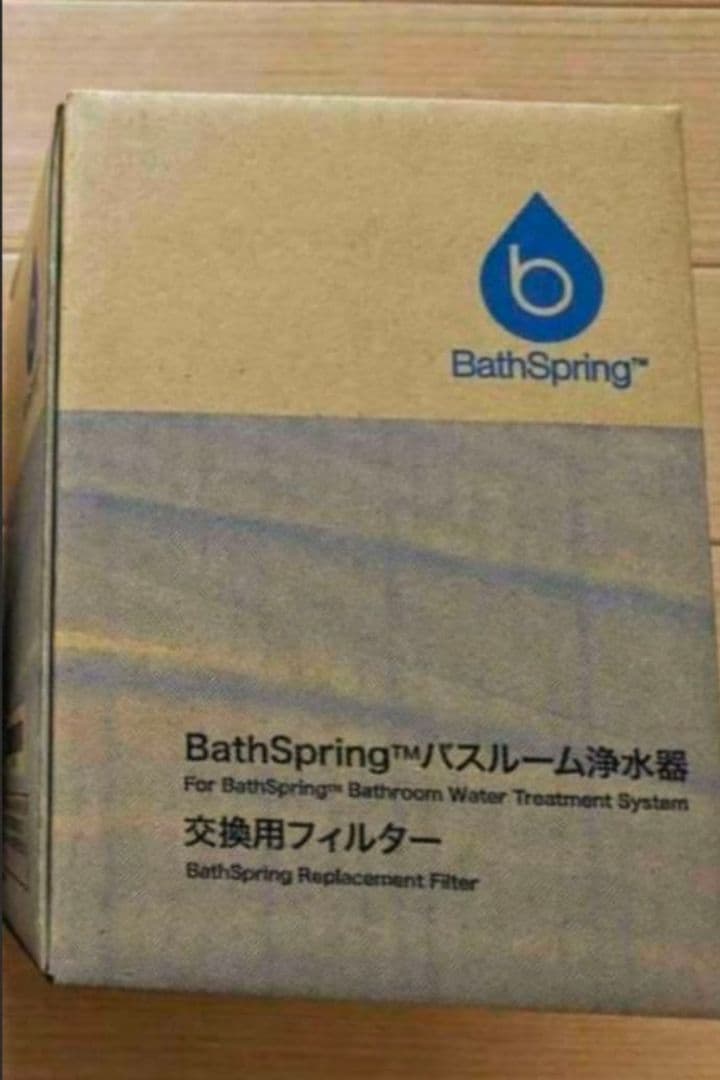 b
BathSpring™
BathSpring™バスルーム浄水器
For BathSpring™ Bathroom Water Treatment System
交換用フィルター
BathSpring Replacement Filter